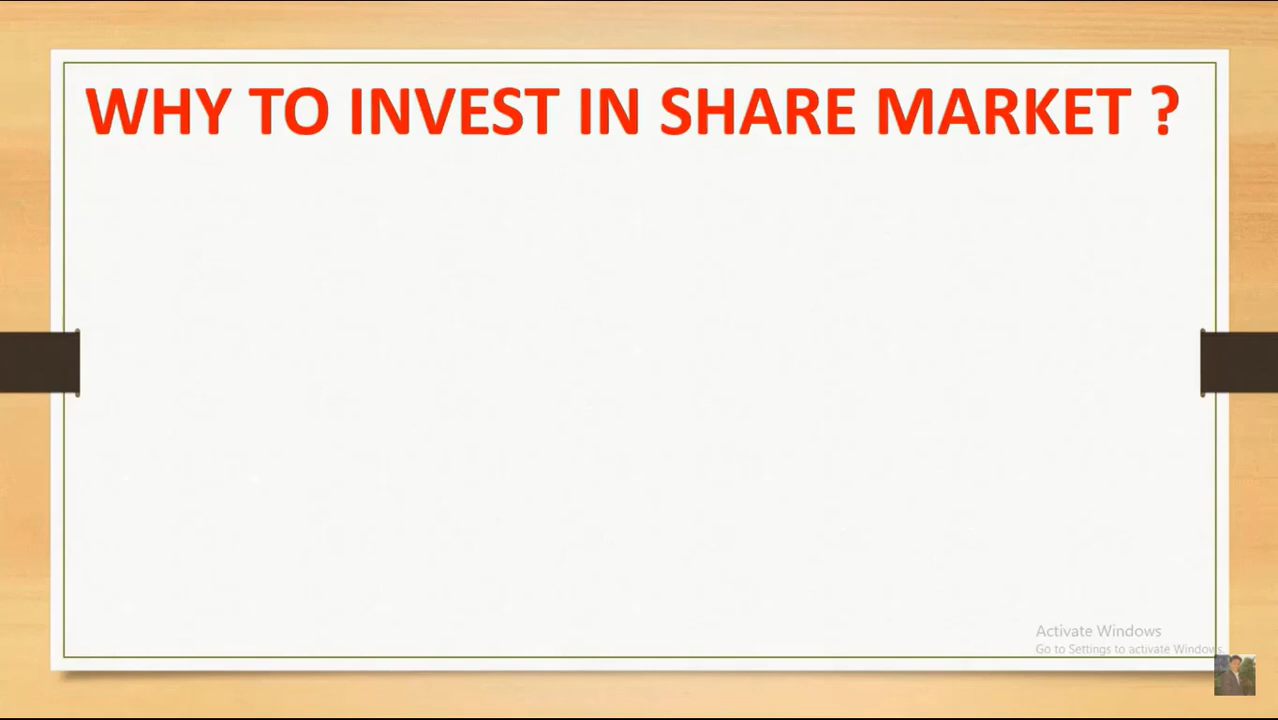 WHY TO INVEST IN SHARE MARKET ?
Activate Windows
Go to Settings to activate Windows.